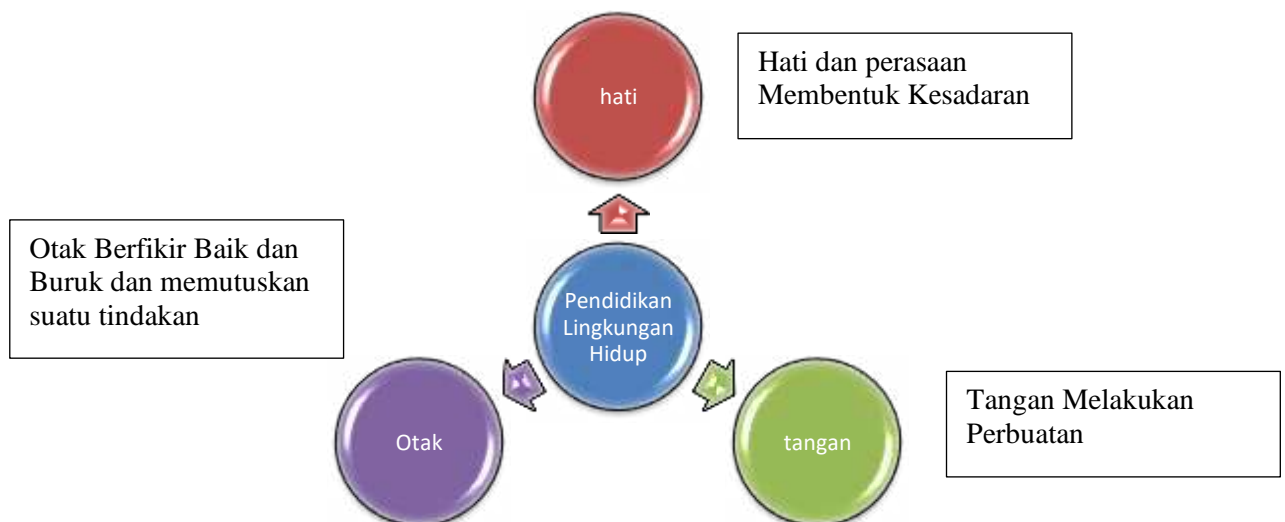 hati
Hati dan perasaan
Membentuk Kesadaran
Otak Berfikir Baik dan
Buruk dan memutuskan
suatu tindakan
Pendidikan
Lingkungan
Hidup
Otak
tangan
Tangan Melakukan
Perbuatan